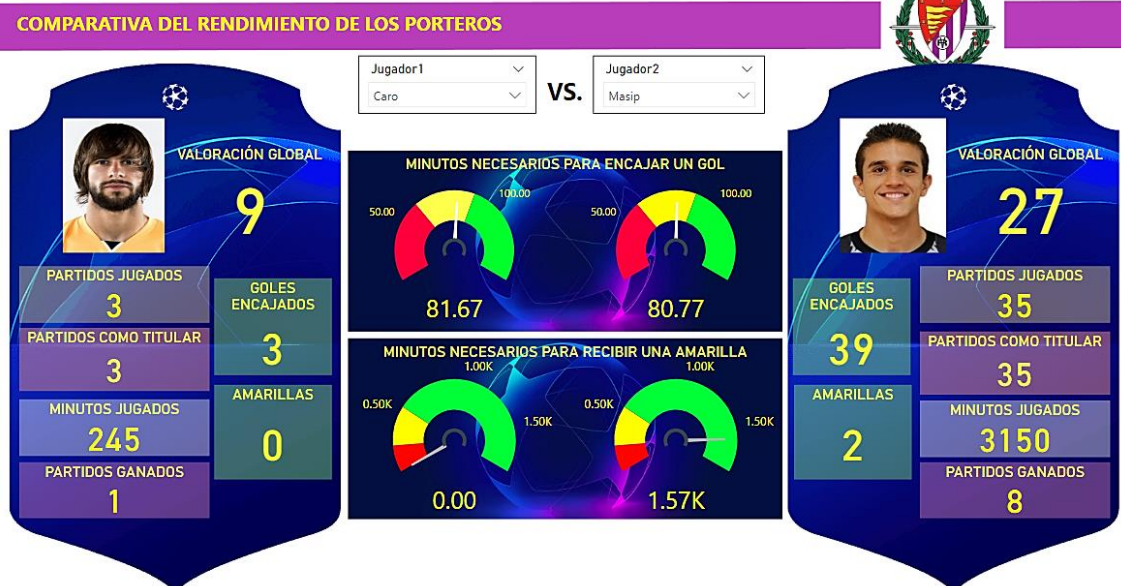 COMPARATIVA DEL RENDIMIENTO DE LOS PORTEROS
Jugador1
Caro
VS.
Jugador2
Masip
VALORACIÓN GLOBAL
9
PARTIDOS JUGADOS
3
PARTIDOS COMO TITULAR
3
MINUTOS JUGADOS
245
PARTIDOS GANADOS
1
GOLES
ENCAJADOS
3
AMARILLAS
0
MINUTOS NECESARIOS PARA ENCAJAR UN GOL
50.00
100.00
81.67
50.00
100.00
80.77
MINUTOS NECESARIOS PARA RECIBIR UNA AMARILLA
0.50K
1.00K
1.50K
0.00
0.50K
1.00K
1.50K
1.57K
VALORACIÓN GLOBAL
27
GOLES
ENCAJADOS
39
AMARILLAS
2
PARTIDOS JUGADOS
35
PARTIDOS COMO TITULAR
35
MINUTOS JUGADOS
3150
PARTIDOS GANADOS
8